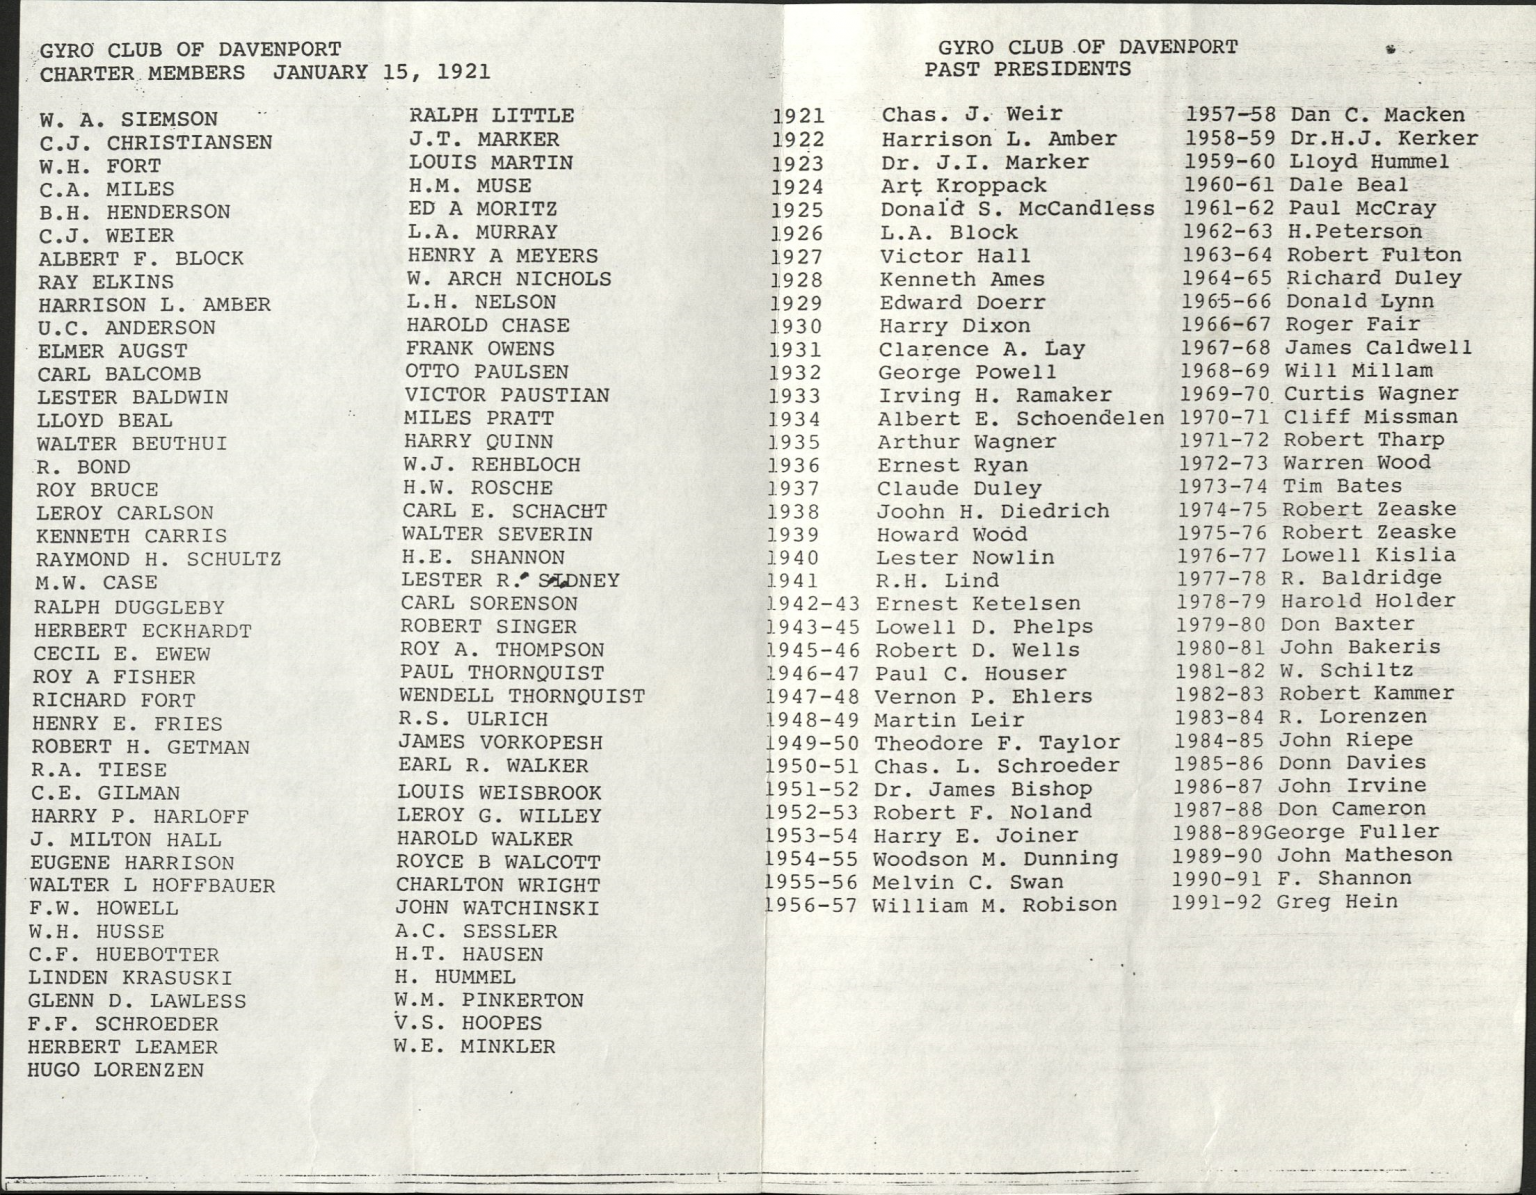 GYRO CLUB OF DAVENPORT
CHARTER MEMBERS JANUARY 15, 1921
W. A. SIEMSON
C.J. CHRISTIANSEN
W.H. FORT
C.A. MILES
B.H. HENDERSON
C.J. WEIER
ALBERT F. BLOCK
RAY ELKINS
HARRISON L. AMBER
U.C. ANDERSON
ELMER AUGST
CARL BALCOMB
LESTER BALDWIN
LLOYD BEAL
WALTER BEUTHUI
R. BOND
ROY BRUCE
LEROY CARLSON
KENNETH CARRIS
RAYMOND H. SCHULTZ
M.W. CASE
RALPH DUGGLEBY
HERBERT ECKHARDT
CECIL E. EWEW
ROY A FISHER
RICHARD FORT
HENRY E. FRIES
ROBERT H. GETMAN
R.A. TIESE
C.E. GILMAN
HARRY P. HARLOFF
J. MILTON HALL
EUGENE HARRISON
WALTER L HOFFBAUER
F.W. HOWELL
W.H. HUSSE
C.F. HUEBOTTER
LINDEN KRASUSKI
GLENN D. LAWLESS
F.F. SCHROEDER
HERBERT LEAMER
HUGO LORENZEN
RALPH LITTLE
J.T. MARKER
LOUIS MARTIN
H.M. MUSE
ED A MORITZ
L.A. MURRAY
HENRY A MEYERS
W. ARCH NICHOLS
L.H. NELSON
HAROLD CHASE
FRANK OWENS
OTTO PAULSEN
VICTOR PAUSTIAN
MILES PRATT
HARRY QUINN
W.J. REHBLOCH
H.W. ROSCHE
CARL E. SCHACHT
WALTER SEVERIN
H.E. SHANNON
LESTER R. SIDNEY
CARL SORENSON
ROBERT SINGER
ROY A. THOMPSON
PAUL THORNQUIST
WENDELL THORNQUIST
R.S. ULRICH
JAMES VORKOPESH
EARL R. WALKER
LOUIS WEISBROOK
LEROY G. WILLEY
HAROLD WALKER
ROYCE B WALCOTT
CHARLTON WRIGHT
JOHN WATCHINSKI
A.C. SESSLER
H.T. HAUSEN
H. HUMMEL
W.M. PINKERTON
V.S. HOOPES
W.E. MINKLER
GYRO CLUB OF DAVENPORT
PAST PRESIDENTS
1921 Chas. J. Weir
1922 Harrison L. Amber
1923 Dr. J.I. Marker
1924 Art Kroppack
1925 Donald S. McCandless
1926 L.A. Block
1927 Victor Hall
1928 Kenneth Ames
1929 Edward Doerr
1930 Harry Dixon
1931 Clarence A. Lay
1932 George Powell
1933 Irving H. Ramaker
1934 Albert E. Schoendelen
1935 Arthur Wagner
1936 Ernest Ryan
1937 Claude Duley
1938 Joohn H. Diedrich
1939 Howard Wood
1940 Lester Nowlin
1941 R.H. Lind
1942-43 Ernest Ketelsen
1943-45 Lowell D. Phelps
1945-46 Robert D. Wells
1946-47 Paul C. Houser
1947-48 Vernon P. Ehlers
1948-49 Martin Leir
1949-50 Theodore F. Taylor
1950-51 Chas. L. Schroeder
1951-52 Dr. James Bishop
1952-53 Robert F. Noland
1953-54 Harry E. Joiner
1954-55 Woodson M. Dunning
1955-56 Melvin C. Swan
1956-57 William M. Robison
1957-58 Dan C. Macken
1958-59 Dr.H.J. Kerker
1959-60 Lloyd Hummel
1960-61 Dale Beal
1961-62 Paul McCray
1962-63 H.Peterson
1963-64 Robert Fulton
1964-65 Richard Duley
1965-66 Donald Lynn
1966-67 Roger Fair
1967-68 James Caldwell
1968-69 Will Millam
1969-70 Curtis Wagner
1970-71 Cliff Missman
1971-72 Robert Tharp
1972-73 Warren Wood
1973-74 Tim Bates
1974-75 Robert Zeaske
1975-76 Robert Zeaske
1976-77 Lowell Kislia
1977-78 R. Baldridge
1978-79 Harold Holder
1979-80 Don Baxter
1980-81 John Bakeris
1981-82 W. Schiltz
1982-83 Robert Kammer
1983-84 R. Lorenzen
1984-85 John Riepe
1985-86 Donn Davies
1986-87 John Irvine
1987-88 Don Cameron
1988-89George Fuller
1989-90 John Matheson
1990-91 F. Shannon
1991-92 Greg Hein